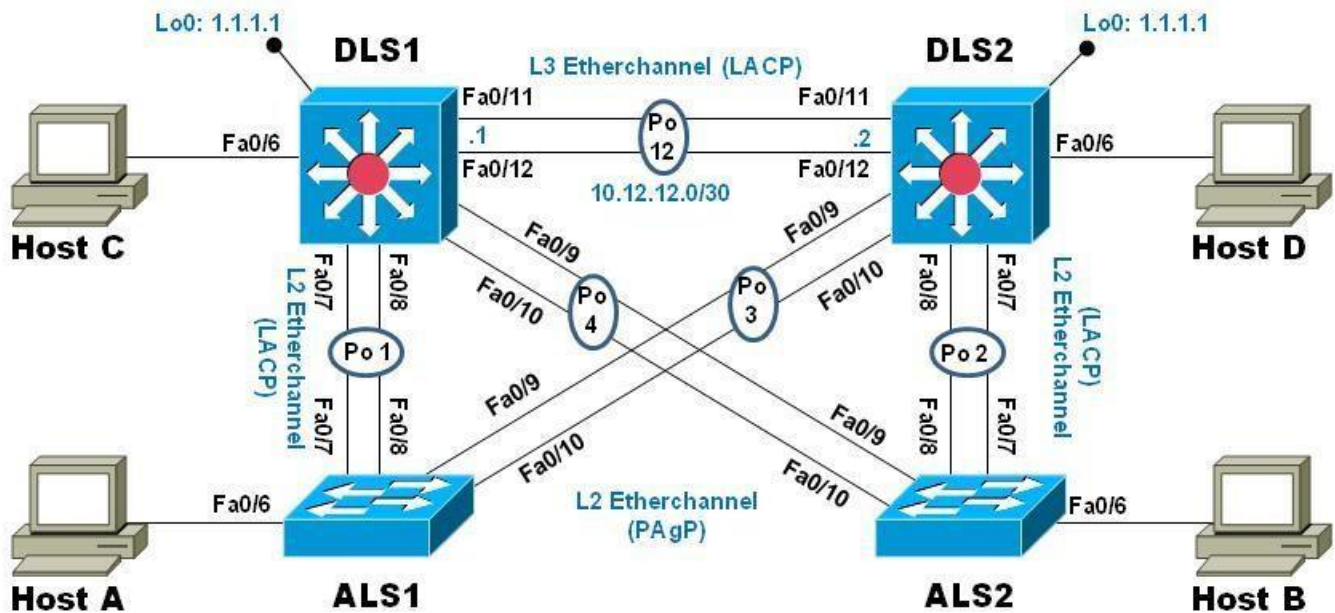 Lo0: 1.1.1.1
Lo0: 1.1.1.1
DLS1
DLS2
L3 Etherchannel (LACP)
Fa0/11
Fa0/11
Po
12
Fa0/6
.1
.2
Fa0/6
Fa0/12
Fa0/12
10.12.12.0/30
Host C
Host D
Fa0/9
Fa0/9
Fa0/10
Fa0/10
Po
4
Po
3
Fa0/7
Fa0/8
Fa0/8
Fa0/7
L2 Etherchannel
(LACP)
Po 1
Po 2
L2 Etherchannel
(LACP)
Fa0/7
Fa0/8
Fa0/8
Fa0/7
Fa0/9
Fa0/9
Fa0/10
Fa0/10
Fa0/6
L2 Etherchannel
(PAgP)
Fa0/6
Host A
ALS1
ALS2
Host B